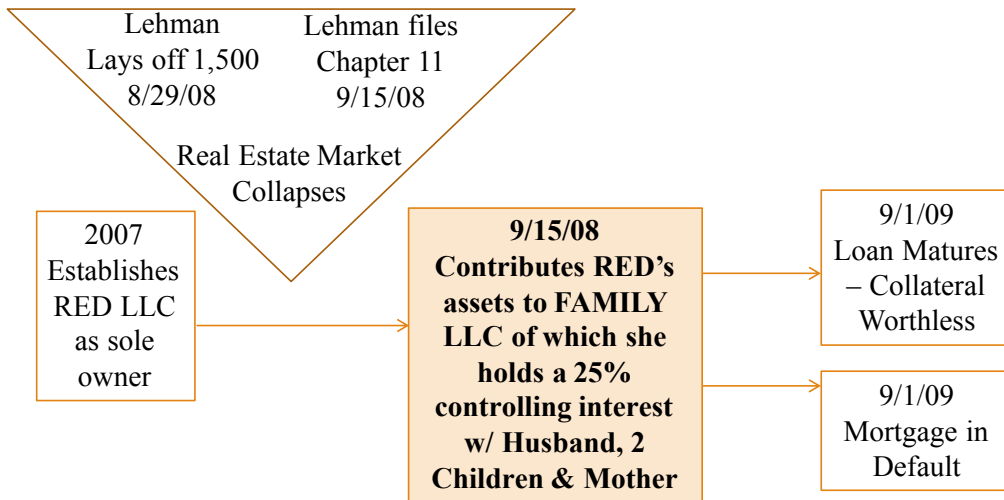 Lehman
Lays off 1,500
8/29/08
Lehman files
Chapter 11
9/15/08
Real Estate Market
Collapses
2007
Establishes
RED LLC
as sole
owner
9/15/08
Contributes RED’s
assets to FAMILY
LLC of which she
holds a 25%
controlling interest
w/ Husband, 2
Children & Mother
9/1/09
Loan Matures
– Collateral
Worthless
9/1/09
Mortgage in
Default